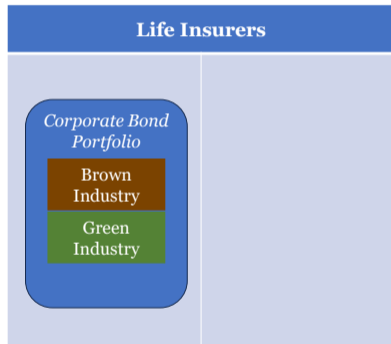 Life Insurers
Corporate Bond
Portfolio
Brown
Industry
Green
Industry